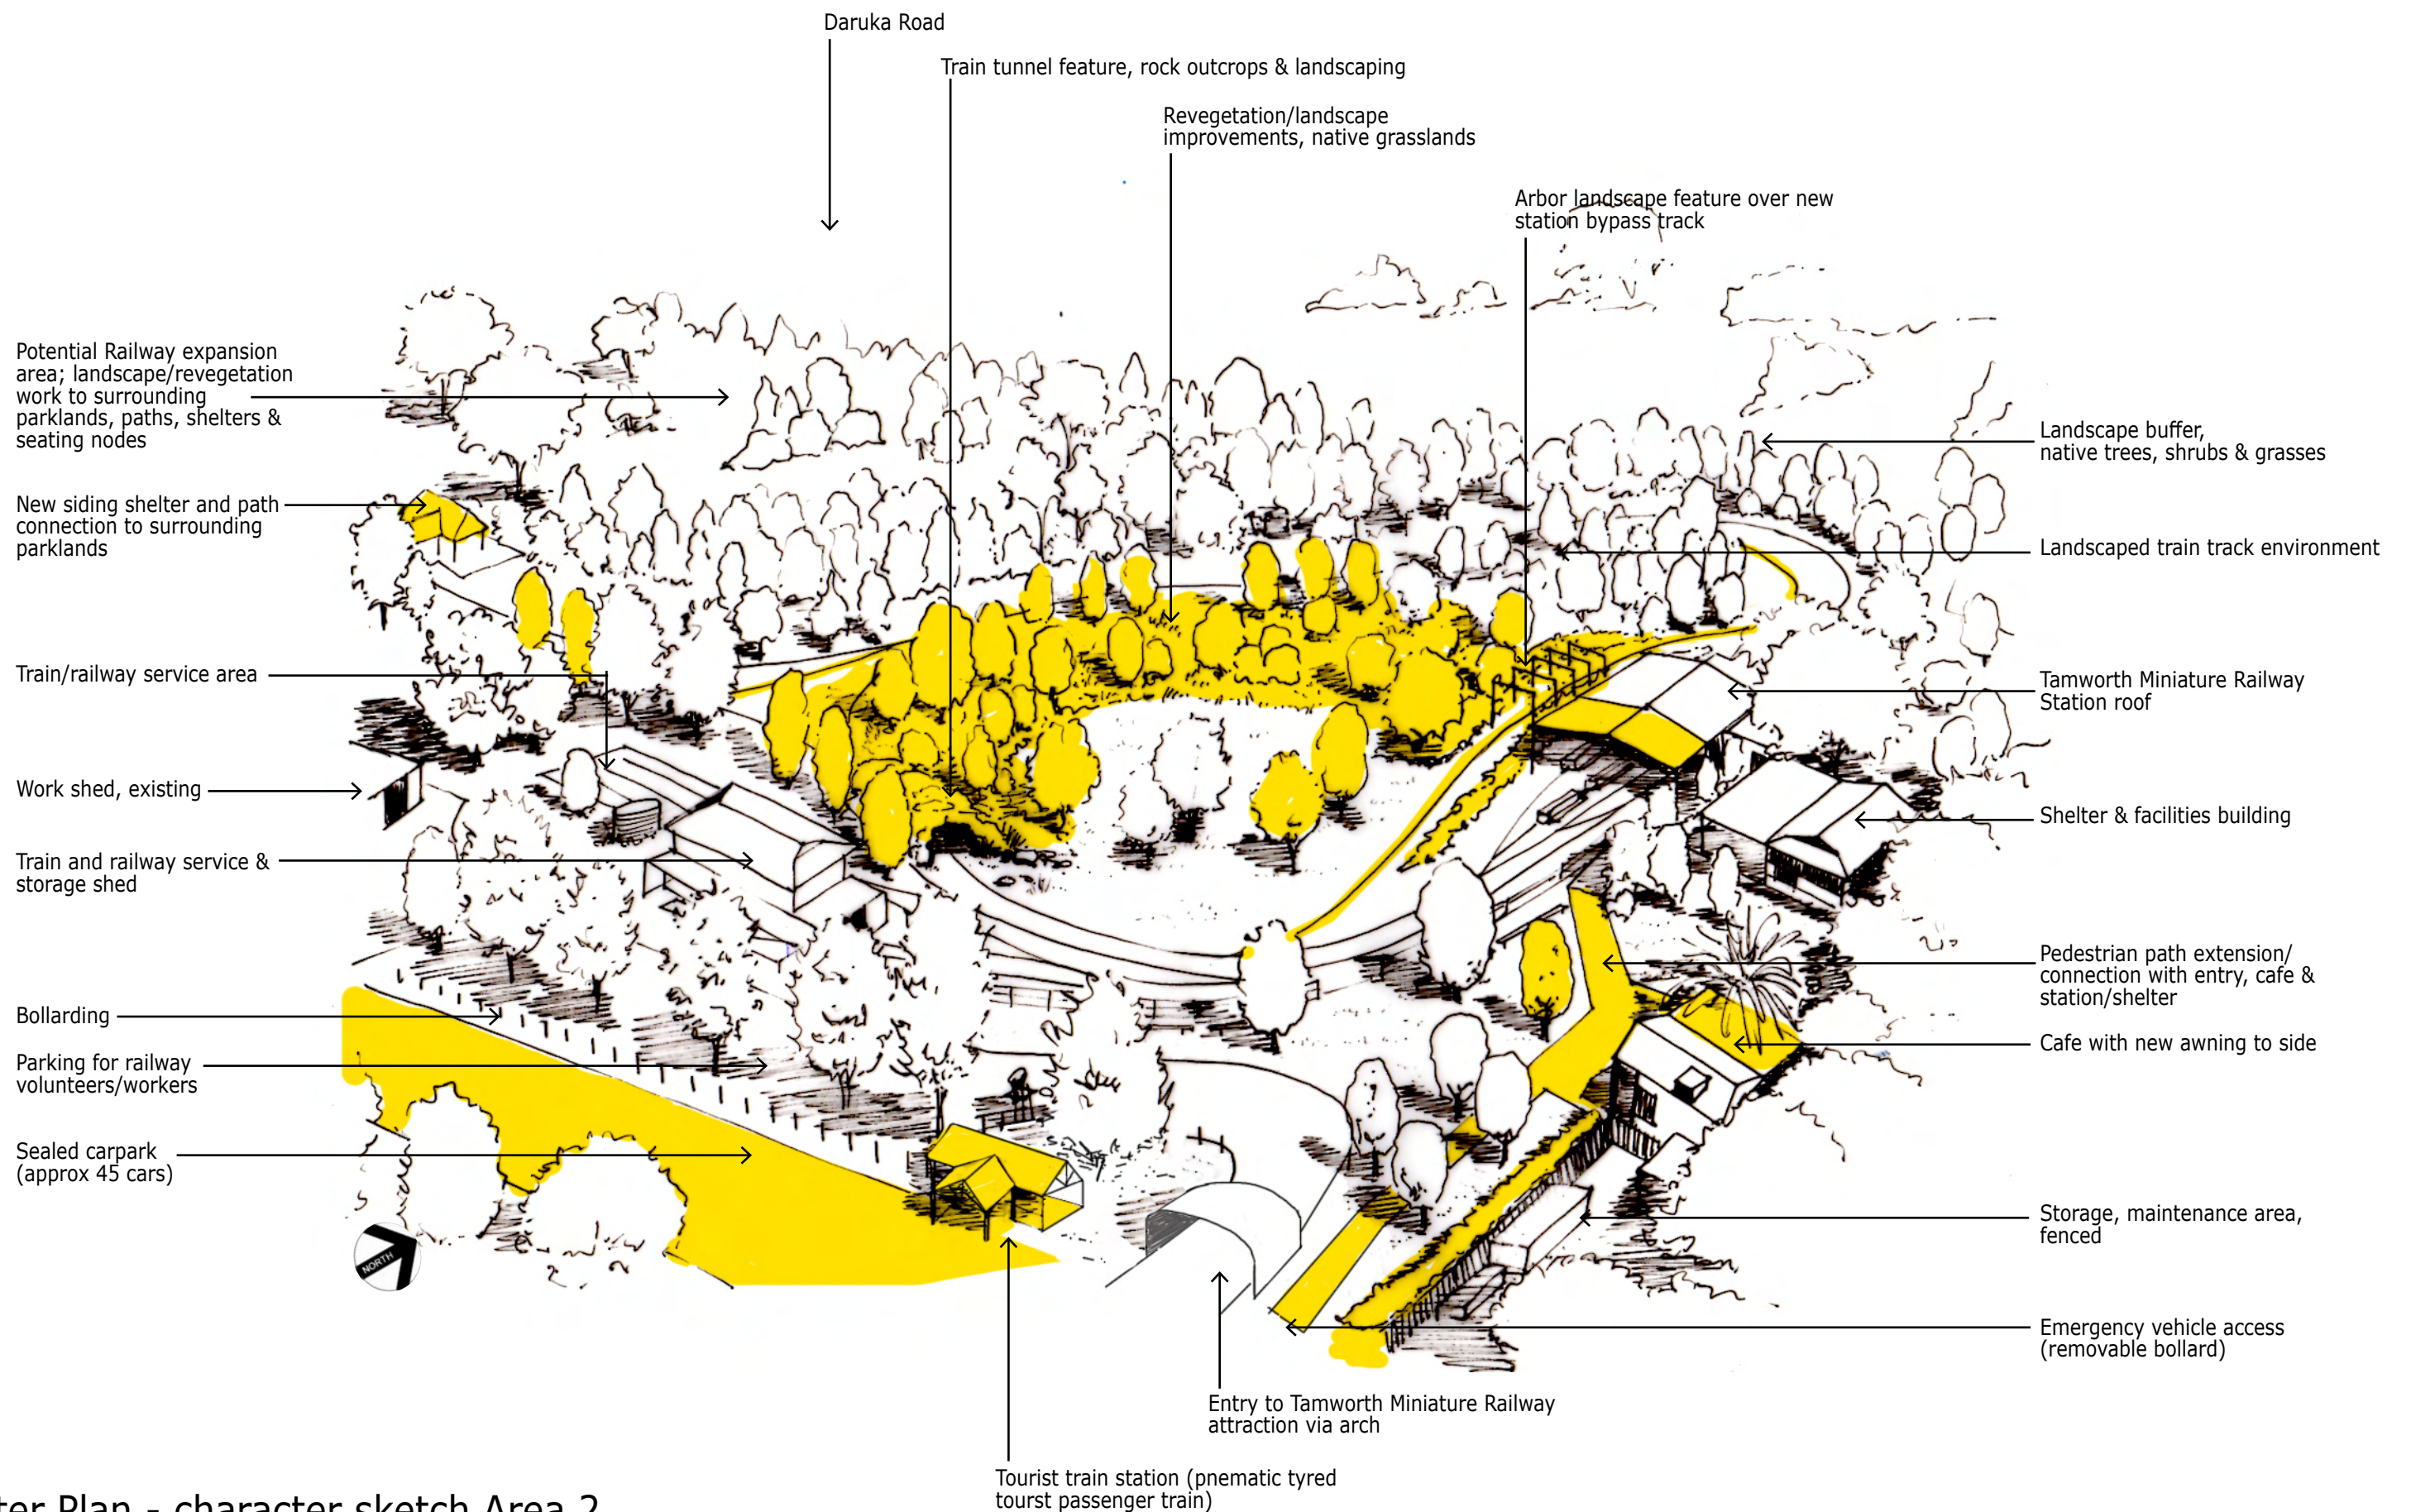 Daruka Road
Train tunnel feature, rock outcrops & landscaping
Revegetation/landscape
improvements, native grasslands
Arbor landscape feature over new
station bypass track
Potential Railway expansion
area; landscape/revegetation
work to surrounding
parklands, paths, shelters &
seating nodes
New siding shelter and path
connection to surrounding
parklands
Train/railway service area
Work shed, existing
Train and railway service &
storage shed
Bollarding
Parking for railway
volunteers/workers
Sealed carpark
(approx 45 cars)
NORTH
Landscape buffer,
native trees, shrubs & grasses
Landscaped train track environment
Tamworth Miniature Railway
Station roof
Shelter & facilities building
Pedestrian path extension/
connection with entry, cafe &
station/shelter
Cafe with new awning to side
Storage, maintenance area,
fenced
Emergency vehicle access
(removable bollard)
Entry to Tamworth Miniature Railway
attraction via arch
Tourist train station (pnematic tyred
tourst passenger train)
ter Plan - character sketch Area 2